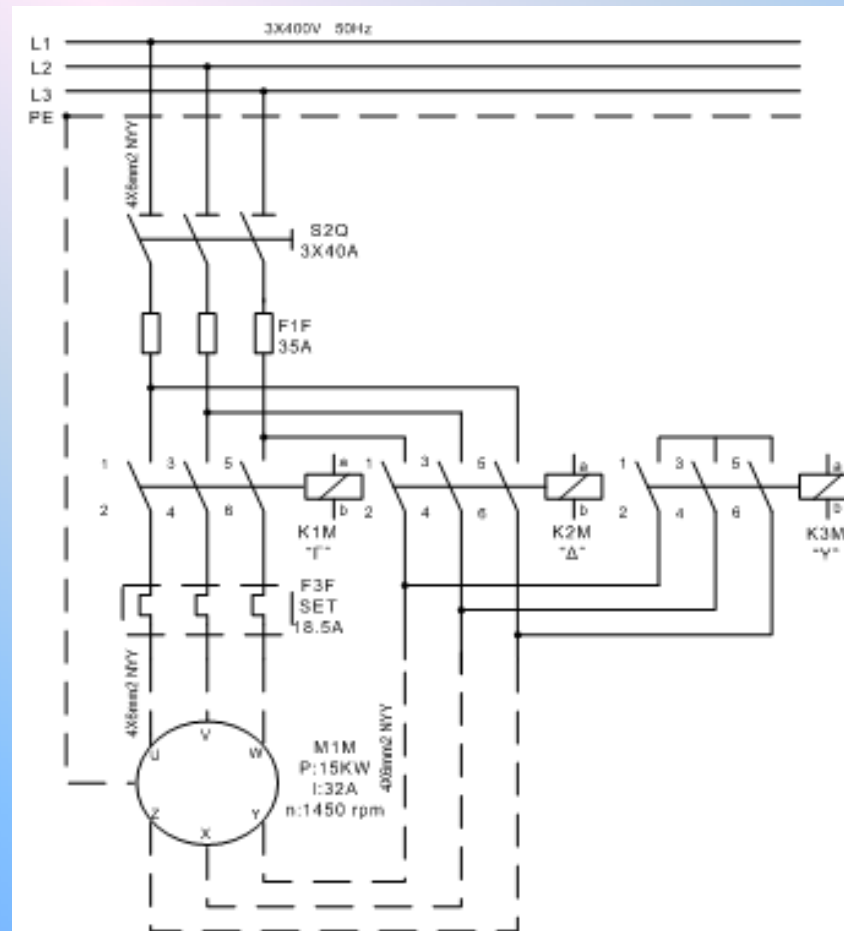 3X400V 50Hz
L1
L2
L3
PE
4X6mm2 NYY
S2Q
3X40A
F1F
35A
1 3 5 a 1 3 5 a 1 3 5 a
2 4 6 b 2 4 6 b 2 4 6 b
K1M K2M K3M
"Γ" "Δ" "Y"
F3F
SET
18.5A
4X6mm2 NYY
4X6mm2 NYY
U V W
M1M
P:15KW
I:32A
n:1450 rpm
Z X Y